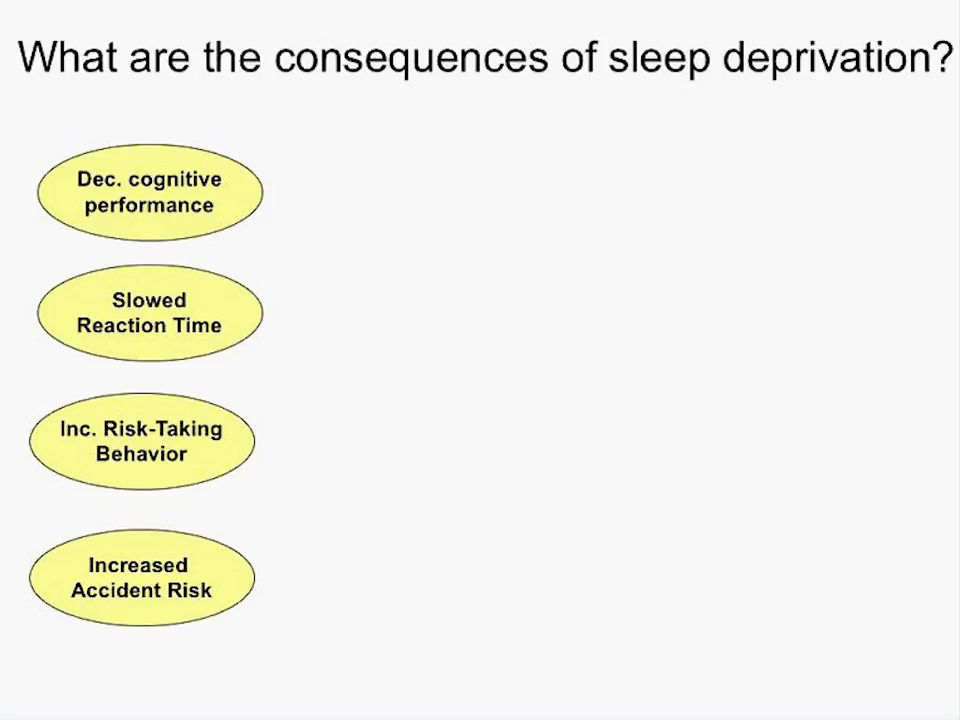 What are the consequences of sleep deprivation?
Dec. cognitive
performance
Slowed
Reaction Time
Inc. Risk-Taking
Behavior
Increased
Accident Risk